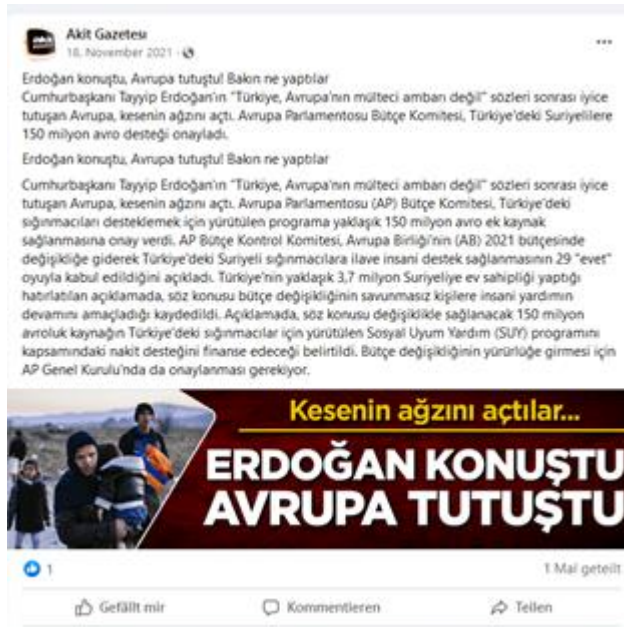 Akit Gazetesi
18. November 2021
Erdoğan konuştu, Avrupa tutuştu! Bakın ne yaptılar
Cumhurbaşkanı Tayyip Erdoğan'ın "Türkiye, Avrupa'nın mülteci ambarı değil" sözleri sonrası iyice
tutuşan Avrupa, kesenin ağzını açtı. Avrupa Parlamentosu Bütçe Komitesi, Türkiye'deki Suriyelilere
150 milyon avro desteği onayladı.
Erdoğan konuştu, Avrupa tutuştu! Bakın ne yaptılar
Cumhurbaşkanı Tayyip Erdoğan'ın "Türkiye, Avrupa'nın mülteci ambarı değil" sözleri sonrası iyice
tutuşan Avrupa, kesenin ağzını açtı. Avrupa Parlamentosu (AP) Bütçe Komitesi, Türkiye'deki
sığınmacıları desteklemek için yürütülen programa yaklaşık 150 milyon avro ek kaynak
sağlanmasına onay verdi. AP Bütçe Kontrol Komitesi, Avrupa Birliği'nin (AB) 2021 bütçesinde
değişikliğe giderek Türkiye'deki Suriyeli sığınmacılara ilave insani destek sağlanmasının 29 "evet"
oyuyla kabul edildiğini açıkladı. Türkiye'nin yaklaşık 3,7 milyon Suriyeliye ev sahipliği yaptığı
hatırlatılan açıklamada, söz konusu bütçe değişikliğinin savunmasız kişilere insani yardımın
devamını amaçladığı kaydedildi. Açıklamada, söz konusu değişiklikle sağlanacak 150 milyon
avroluk kaynağın Türkiye'deki sığınmacılar için yürütülen Sosyal Uyum Yardım (SUY) programını
kapsamındaki nakit desteğini finanse edeceği belirtildi. Bütçe değişikliğinin yürürlüğe girmesi için
AP Genel Kurulu'nda da onaylanması gerekiyor.
Kesenin ağzını açtılar...
ERDOĞAN KONUŞTU
AVRUPA TUTUŞTU
1
1 Mal geteilt
Gefällt mir
Kommentieren
Teilen